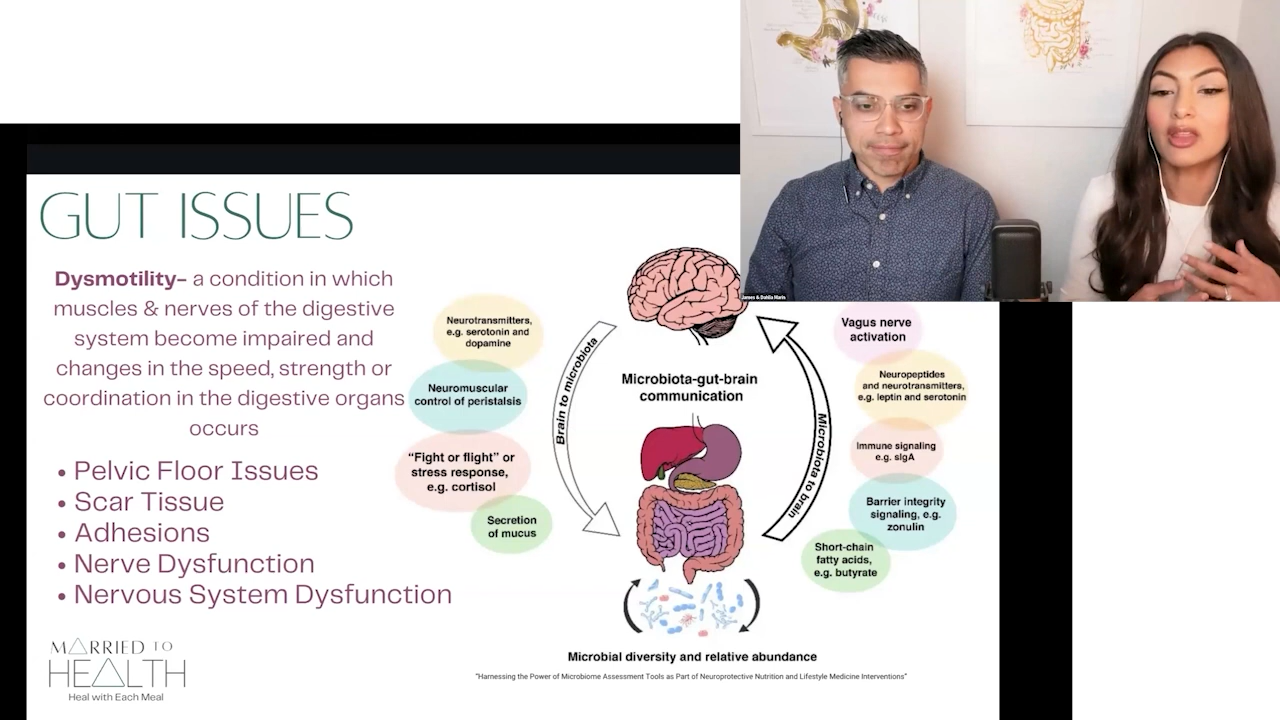 James & Dahlia Marin
GUT ISSUES
Dysmotility- a condition in which
muscles & nerves of the digestive
system become impaired and
changes in the speed, strength or
coordination in the digestive organs
occurs
• Pelvic Floor Issues
• Scar Tissue
• Adhesions
• Nerve Dysfunction
• Nervous System Dysfunction
MARRIED TO
HEALTH
Heal with Each Meal
Neurotransmitters,
e.g. serotonin and
dopamine
Neuromuscular
control of peristalsis
"Fight or flight" or
stress response,
e.g. cortisol
Secretion
of mucus
Brain to microbiota
Microbiota-gut-brain
communication
Microbiota to brain
Vagus nerve
activation
Neuropeptides
and neurotransmitters,
e.g. leptin and serotonin
Immune signaling
e.g. sIgA
Barrier integrity
signaling, e.g.
zonulin
Short-chain
fatty acids,
e.g. butyrate
Microbial diversity and relative abundance
"Harnessing the Power of Microbiome Assessment Tools as Part of Neuroprotective Nutrition and Lifestyle Medicine Interventions"